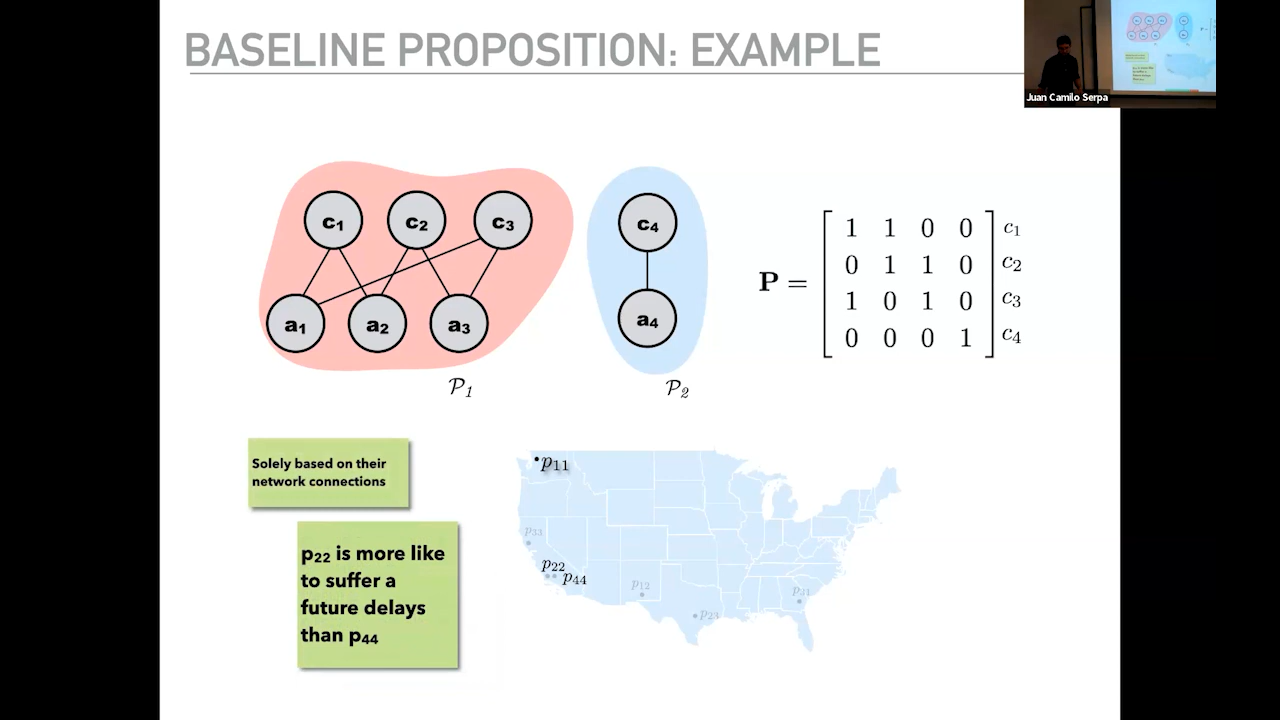 BASELINE PROPOSITION: EXAMPLE
Juan Camilo Serpa
c1 c2 c3 c4
a1 a2 a3 a4
P1 P2
P =
1 1 0 0 c1
0 1 1 0 c2
1 0 1 0 c3
0 0 0 1 c4
Solely based on their
network connections
p22 is more like
to suffer a
future delays
than p44
p11
p33
p22
p44
p12
p23